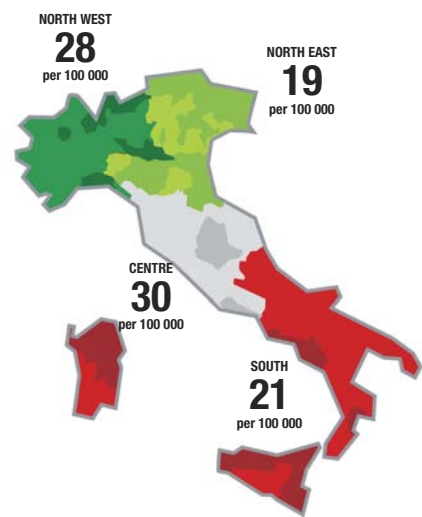 NORTH WEST
28
per 100 000
NORTH EAST
19
per 100 000
CENTRE
30
per 100 000
SOUTH
21
per 100 000